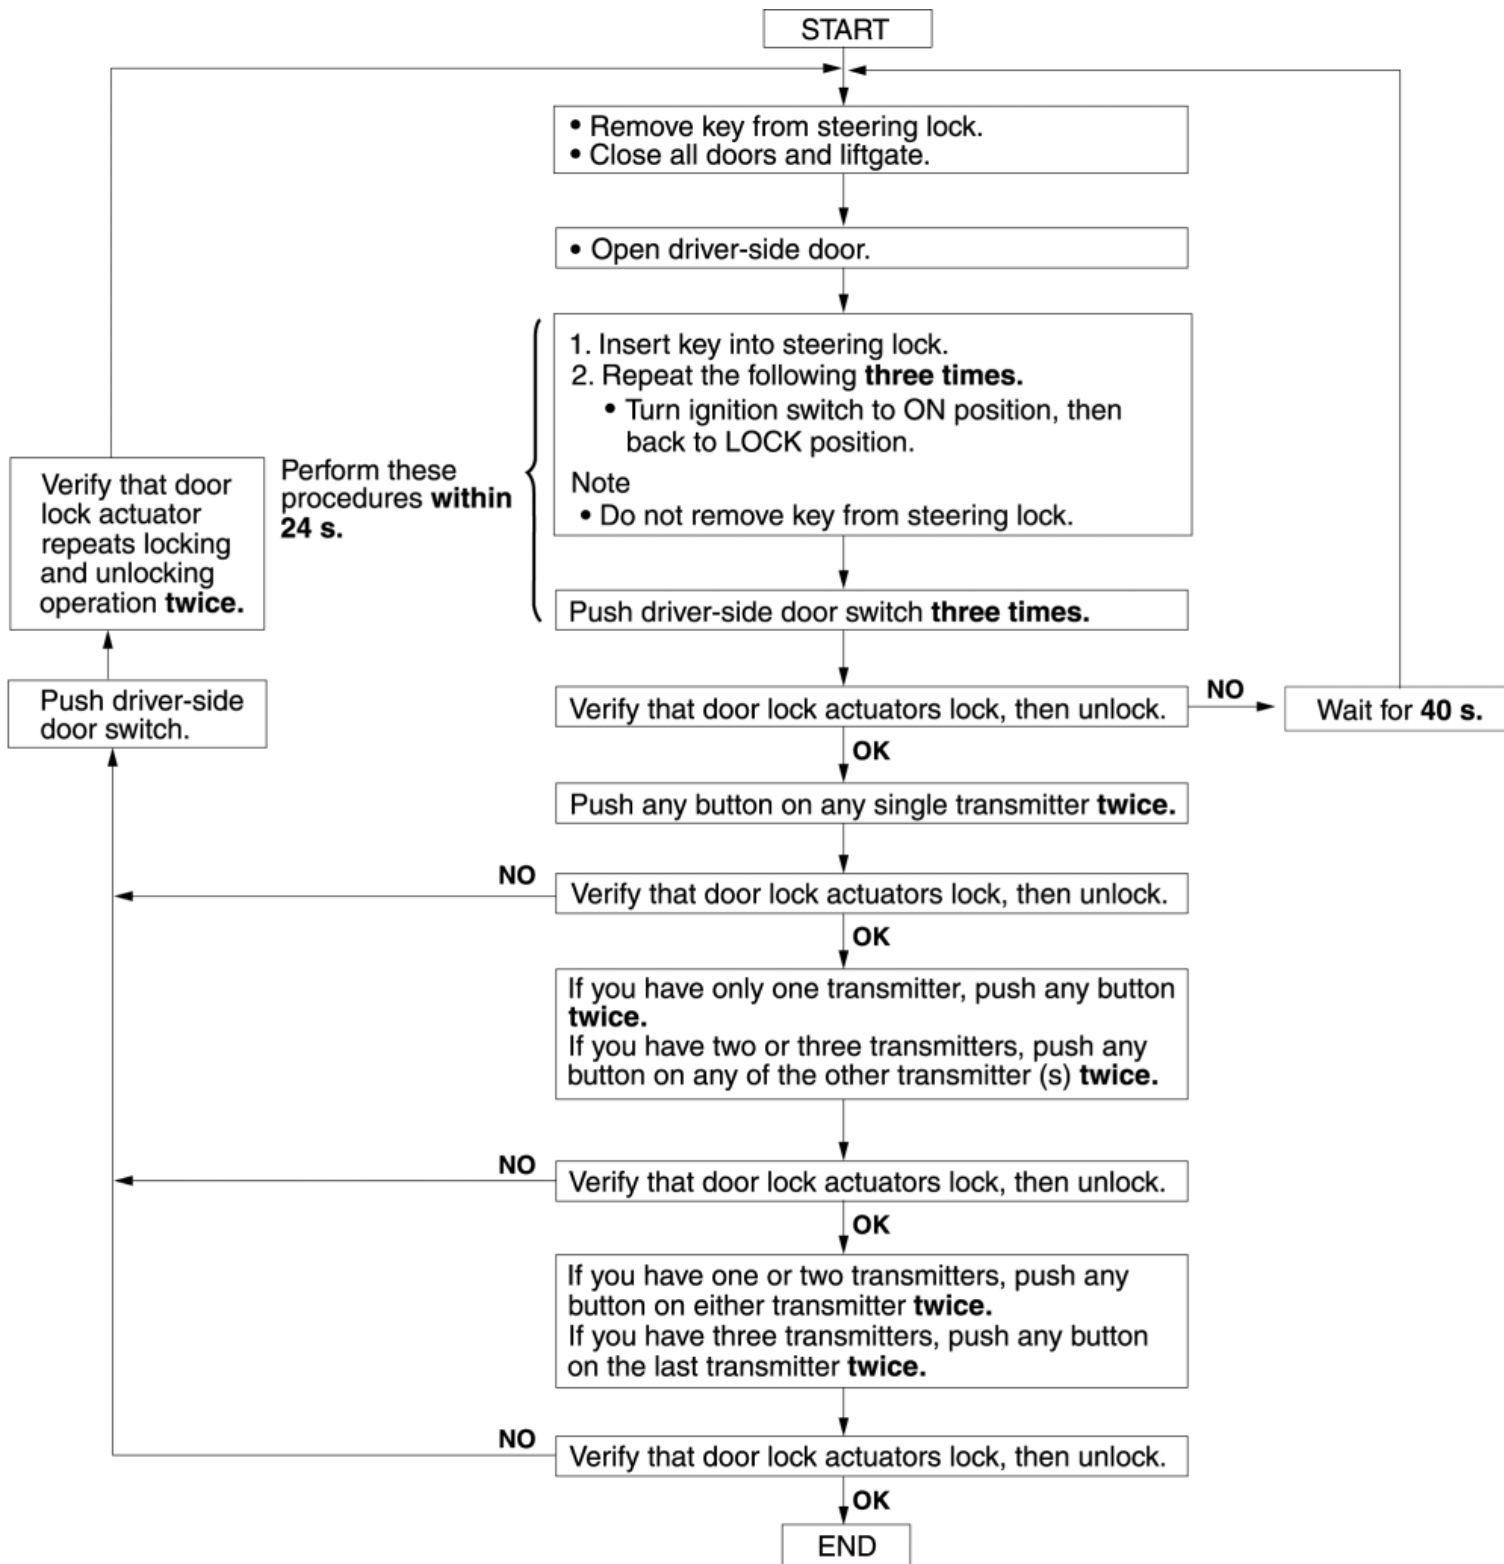 START
• Remove key from steering lock.
• Close all doors and liftgate.
• Open driver-side door.
1. Insert key into steering lock.
2. Repeat the following three times.
• Turn ignition switch to ON position, then
back to LOCK position.
Note
• Do not remove key from steering lock.
Perform these
procedures within
24 s.
Push driver-side door switch three times.
Verify that door lock actuators lock, then unlock.
NO
Wait for 40 s.
OK
Push any button on any single transmitter twice.
Verify that door lock actuators lock, then unlock.
NO
OK
If you have only one transmitter, push any button
twice.
If you have two or three transmitters, push any
button on any of the other transmitter (s) twice.
Verify that door lock actuators lock, then unlock.
NO
OK
If you have one or two transmitters, push any
button on either transmitter twice.
If you have three transmitters, push any button
on the last transmitter twice.
Verify that door lock actuators lock, then unlock.
NO
OK
END
Push driver-side
door switch.
Verify that door
lock actuator
repeats locking
and unlocking
operation twice.